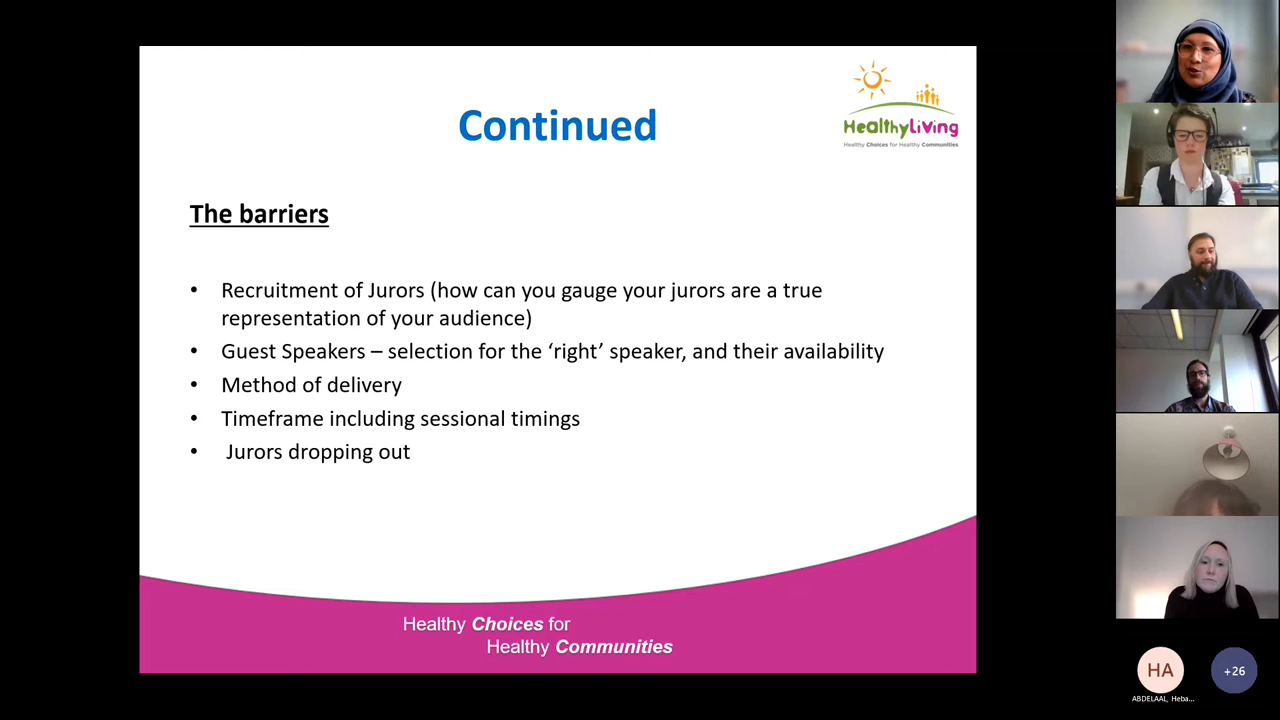 Continued
HealthyLiving
Healthy Choices for Healthy Communities
The barriers
• Recruitment of Jurors (how can you gauge your jurors are a true
representation of your audience)
• Guest Speakers – selection for the ‘right’ speaker, and their availability
• Method of delivery
• Timeframe including sessional timings
• Jurors dropping out
Healthy Choices for
Healthy Communities
HA
+26
ABDELAAL, Heba...